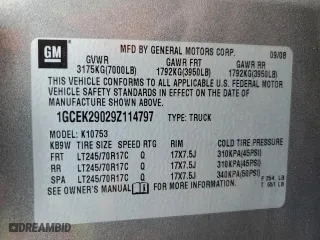 GM
MFD BY GENERAL MOTORS CORP. 09/08
GVWR GAWR FRT GAWR RR
3175KG(7000LB) 1792KG(3950LB) 1792KG(3950LB)
THIS VEHICLE CONFORMS TO ALL APPLICABLE U.S. FEDERAL MOTOR
VEHICLE SAFETY STANDARDS IN EFFECT ON THE DATE OF
MANUFACTURE SHOWN ABOVE.
1GCEK29029Z114797 TYPE: TRUCK
MODEL: K10753
KB9W TIRE SIZE SPEED RTG RIM COLD TIRE PRESSURE
FRT LT245/70R17C Q 17X7.5J 310KPA(45PSI)
RR LT245/70R17C Q 17X7.5J 310KPA(45PSI)
SPA LT245/70R17C Q 17X7.5J 340KPA(50PSI)
SEE OWNER'S MANUAL FOR MORE INFORMATION.
AUTOBIDMASTER